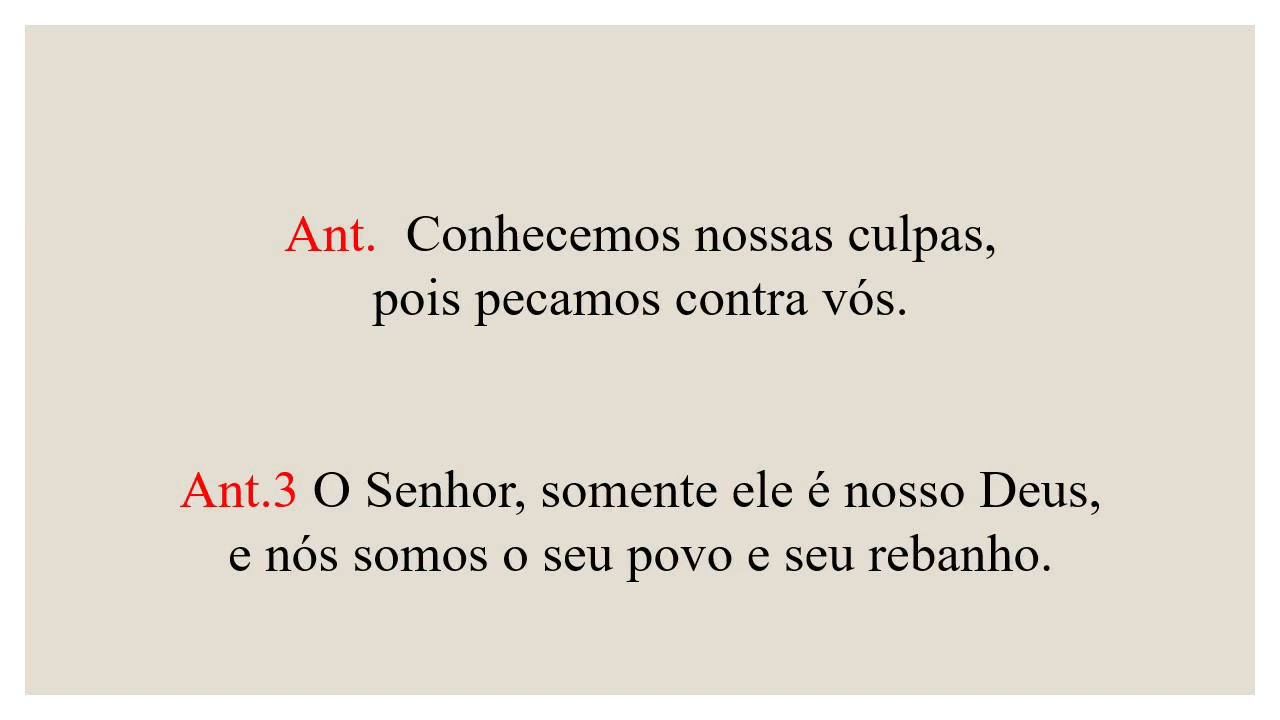 Ant.  Conhecemos nossas culpas,
pois pecamos contra vós.
Ant.3 O Senhor, somente ele é nosso Deus,
e nós somos o seu povo e seu rebanho.